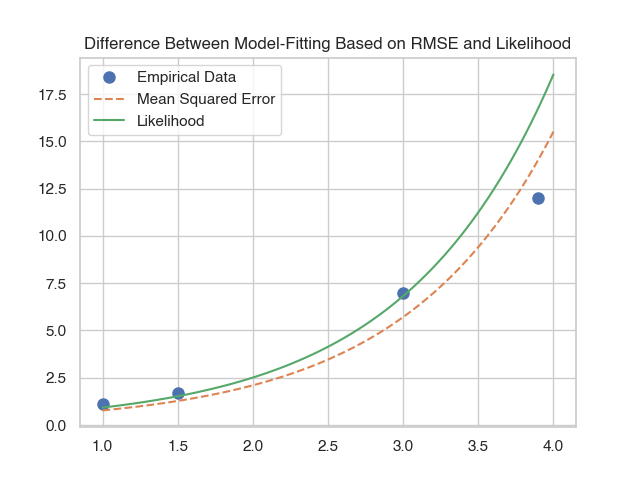 Difference Between Model-Fitting Based on RMSE and Likelihood
Empirical Data
Mean Squared Error
Likelihood
17.5
15.0
12.5
10.0
7.5
5.0
2.5
0.0
1.0 1.5 2.0 2.5 3.0 3.5 4.0